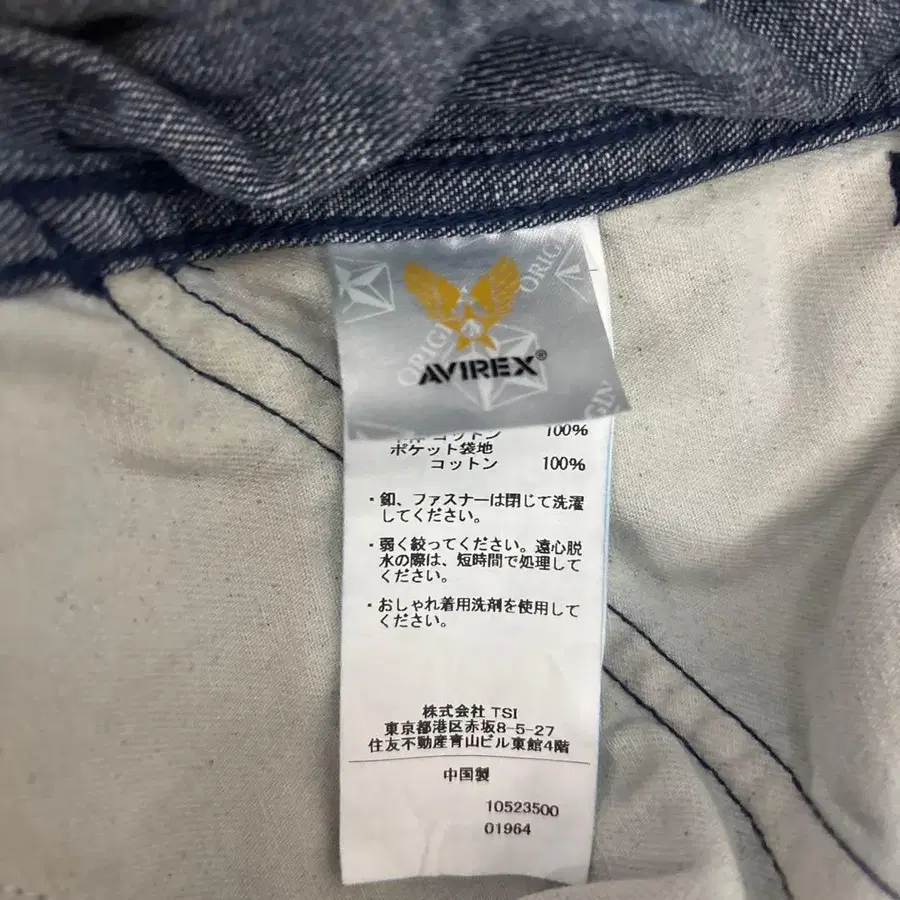 ORIGIN
ORIGIN
AVIREX®
ORIGIN
コットン 100%
ポケット袋地
コットン 100%
・釦、ファスナーは閉じて洗濯
してください。
・弱く絞ってください。遠心脱
水の際は、短時間で処理して
ください。
・おしゃれ着用洗剤を使用して
ください。
株式会社 TSI
東京都港区赤坂8-5-27
住友不動産青山ビル東館4階
中国製
10523500
01964